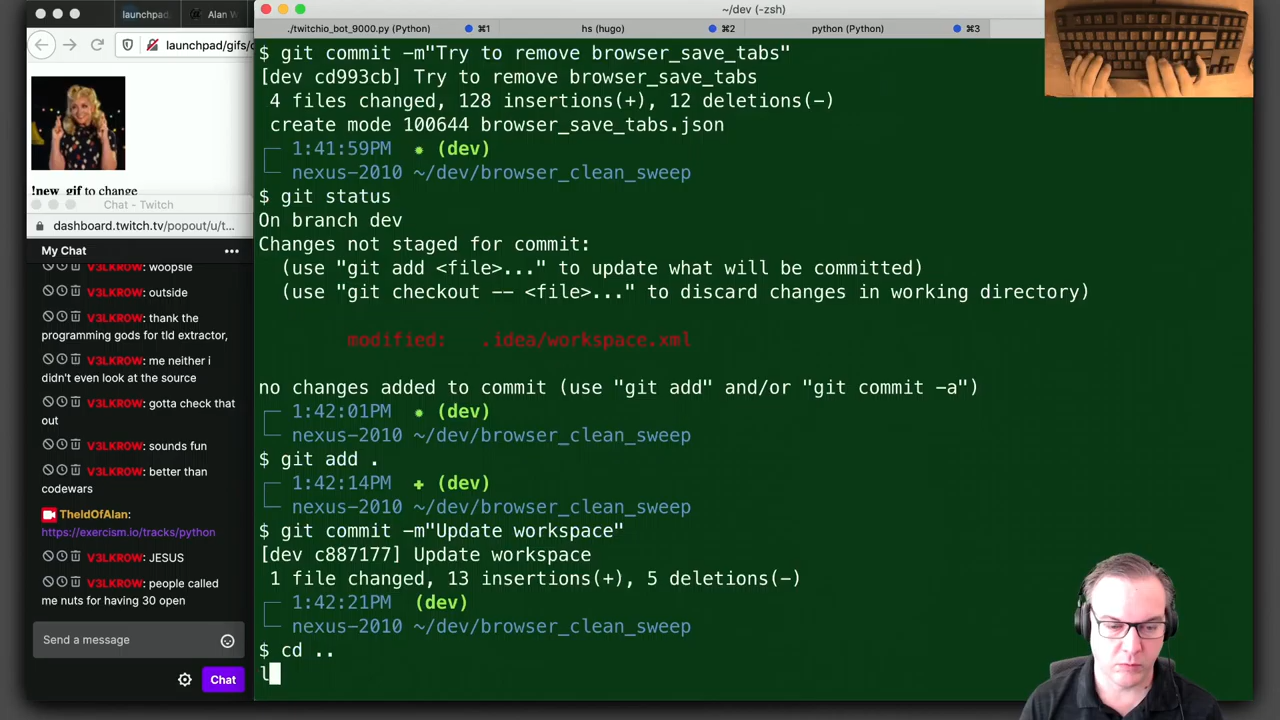 launchpad
Alan W
launchpad/gifs/c
!new_gif to change
Chat - Twitch
dashboard.twitch.tv/popout/u/t...
My Chat
V3LKR0W: woopsie
V3LKR0W: outside
V3LKR0W: thank the
programming gods for tld extractor,
V3LKR0W: me neither i
didn't even look at the source
V3LKR0W: gotta check that
out
V3LKR0W: sounds fun
V3LKR0W: better than
codewars
TheIdOfAlan:
https://exercism.io/tracks/python
V3LKR0W: JESUS
V3LKR0W: people called
me nuts for having 30 open
Send a message
Chat
~/dev (-zsh)
./twitchio_bot_9000.py (Python) ⌘1
hs (hugo) ⌘2
python (Python) ⌘3
$ git commit -m"Try to remove browser_save_tabs"
[dev cd993cb] Try to remove browser_save_tabs
4 files changed, 128 insertions(+), 12 deletions(-)
create mode 100644 browser_save_tabs.json
1:41:59PM (dev)
nexus-2010 ~/dev/browser_clean_sweep
$ git status
On branch dev
Changes not staged for commit:
(use "git add <file>..." to update what will be committed)
(use "git checkout -- <file>..." to discard changes in working directory)
modified: .idea/workspace.xml
no changes added to commit (use "git add" and/or "git commit -a")
1:42:01PM (dev)
nexus-2010 ~/dev/browser_clean_sweep
$ git add .
1:42:14PM + (dev)
nexus-2010 ~/dev/browser_clean_sweep
$ git commit -m"Update workspace"
[dev c887177] Update workspace
1 file changed, 13 insertions(+), 5 deletions(-)
1:42:21PM (dev)
nexus-2010 ~/dev/browser_clean_sweep
$ cd ..
l